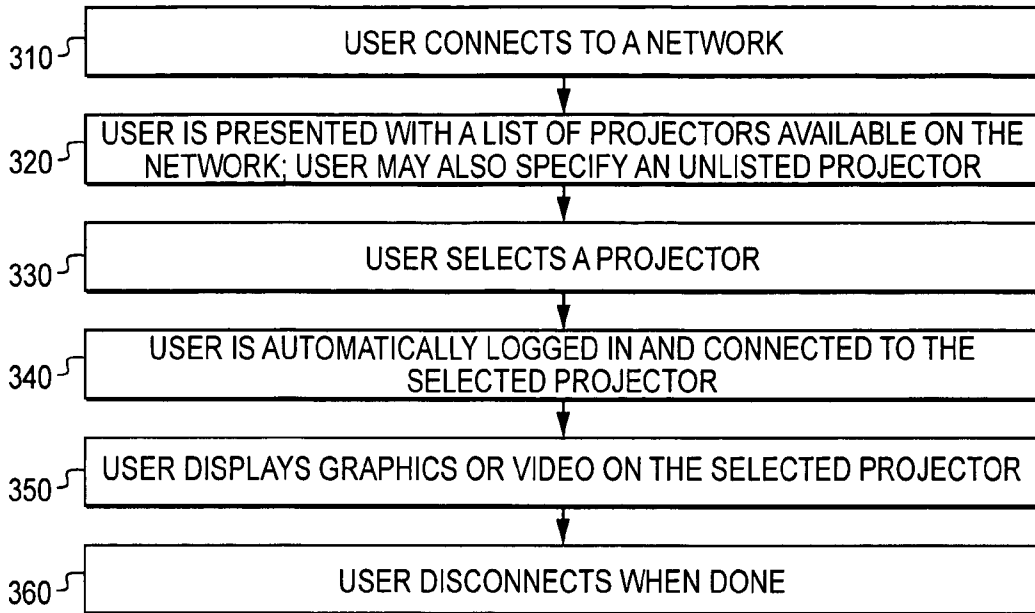 310
USER CONNECTS TO A NETWORK
320
USER IS PRESENTED WITH A LIST OF PROJECTORS AVAILABLE ON THE
NETWORK; USER MAY ALSO SPECIFY AN UNLISTED PROJECTOR
330
USER SELECTS A PROJECTOR
340
USER IS AUTOMATICALLY LOGGED IN AND CONNECTED TO THE
SELECTED PROJECTOR
350
USER DISPLAYS GRAPHICS OR VIDEO ON THE SELECTED PROJECTOR
360
USER DISCONNECTS WHEN DONE